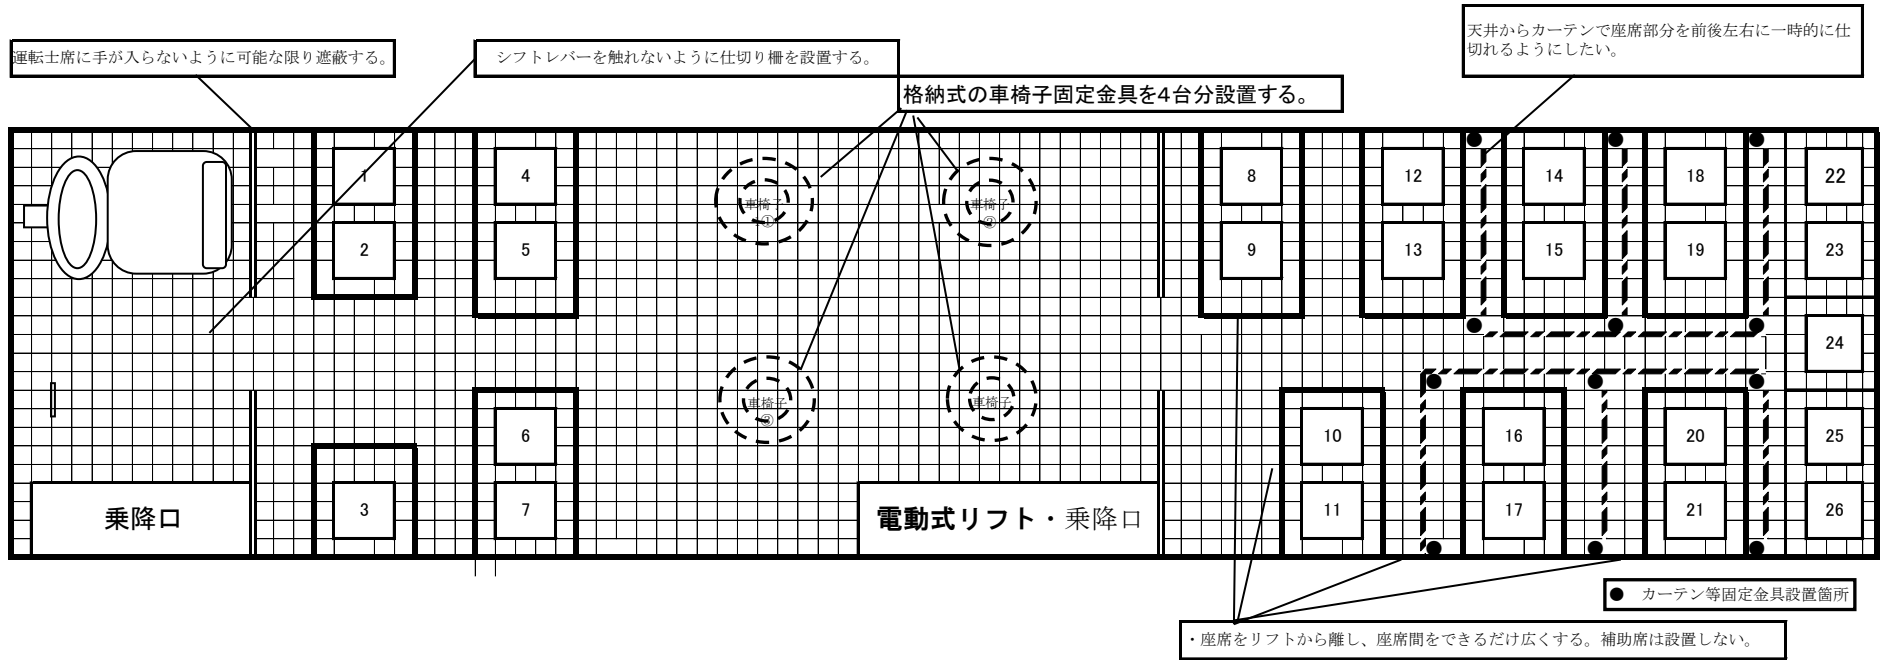 運転士席に手が入らないように可能な限り遮蔽する。
シフトレバーを触れないように仕切り柵を設置する。
格納式の車椅子固定金具を4台分設置する。
天井からカーテンで座席部分を前後左右に一時的に仕
切れるようにしたい。
1
4
車椅子
①
車椅子
8
12
14
18
22
2
5
9
13
15
19
23
24
車椅子
車椅子
6
10
16
20
25
3
7
11
17
21
26
乗降口
電動式リフト・乗降口
● カーテン等固定金具設置箇所
・座席をリフトから離し、座席間をできるだけ広くする。補助席は設置しない。